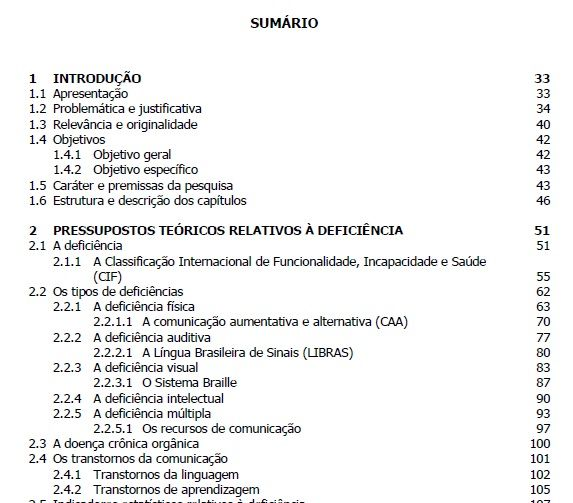 SUMÁRIO
1 INTRODUÇÃO 33
1.1 Apresentação 33
1.2 Problemática e justificativa 34
1.3 Relevância e originalidade 40
1.4 Objetivos 42
1.4.1 Objetivo geral 42
1.4.2 Objetivo específico 43
1.5 Caráter e premissas da pesquisa 43
1.6 Estrutura e descrição dos capítulos 46
2 PRESSUPOSTOS TEÓRICOS RELATIVOS À DEFICIÊNCIA 51
2.1 A deficiência 51
2.1.1 A Classificação Internacional de Funcionalidade, Incapacidade e Saúde
(CIF) 55
2.2 Os tipos de deficiências 62
2.2.1 A deficiência física 63
2.2.1.1 A comunicação aumentativa e alternativa (CAA) 70
2.2.2 A deficiência auditiva 77
2.2.2.1 A Língua Brasileira de Sinais (LIBRAS) 80
2.2.3 A deficiência visual 83
2.2.3.1 O Sistema Braille 87
2.2.4 A deficiência intelectual 90
2.2.5 A deficiência múltipla 93
2.2.5.1 Os recursos de comunicação 97
2.3 A doença crônica orgânica 100
2.4 Os transtornos da comunicação 101
2.4.1 Transtornos da linguagem 102
2.4.2 Transtornos de aprendizagem 105
2.5 Indicadores estatísticos relativos à deficiência 107